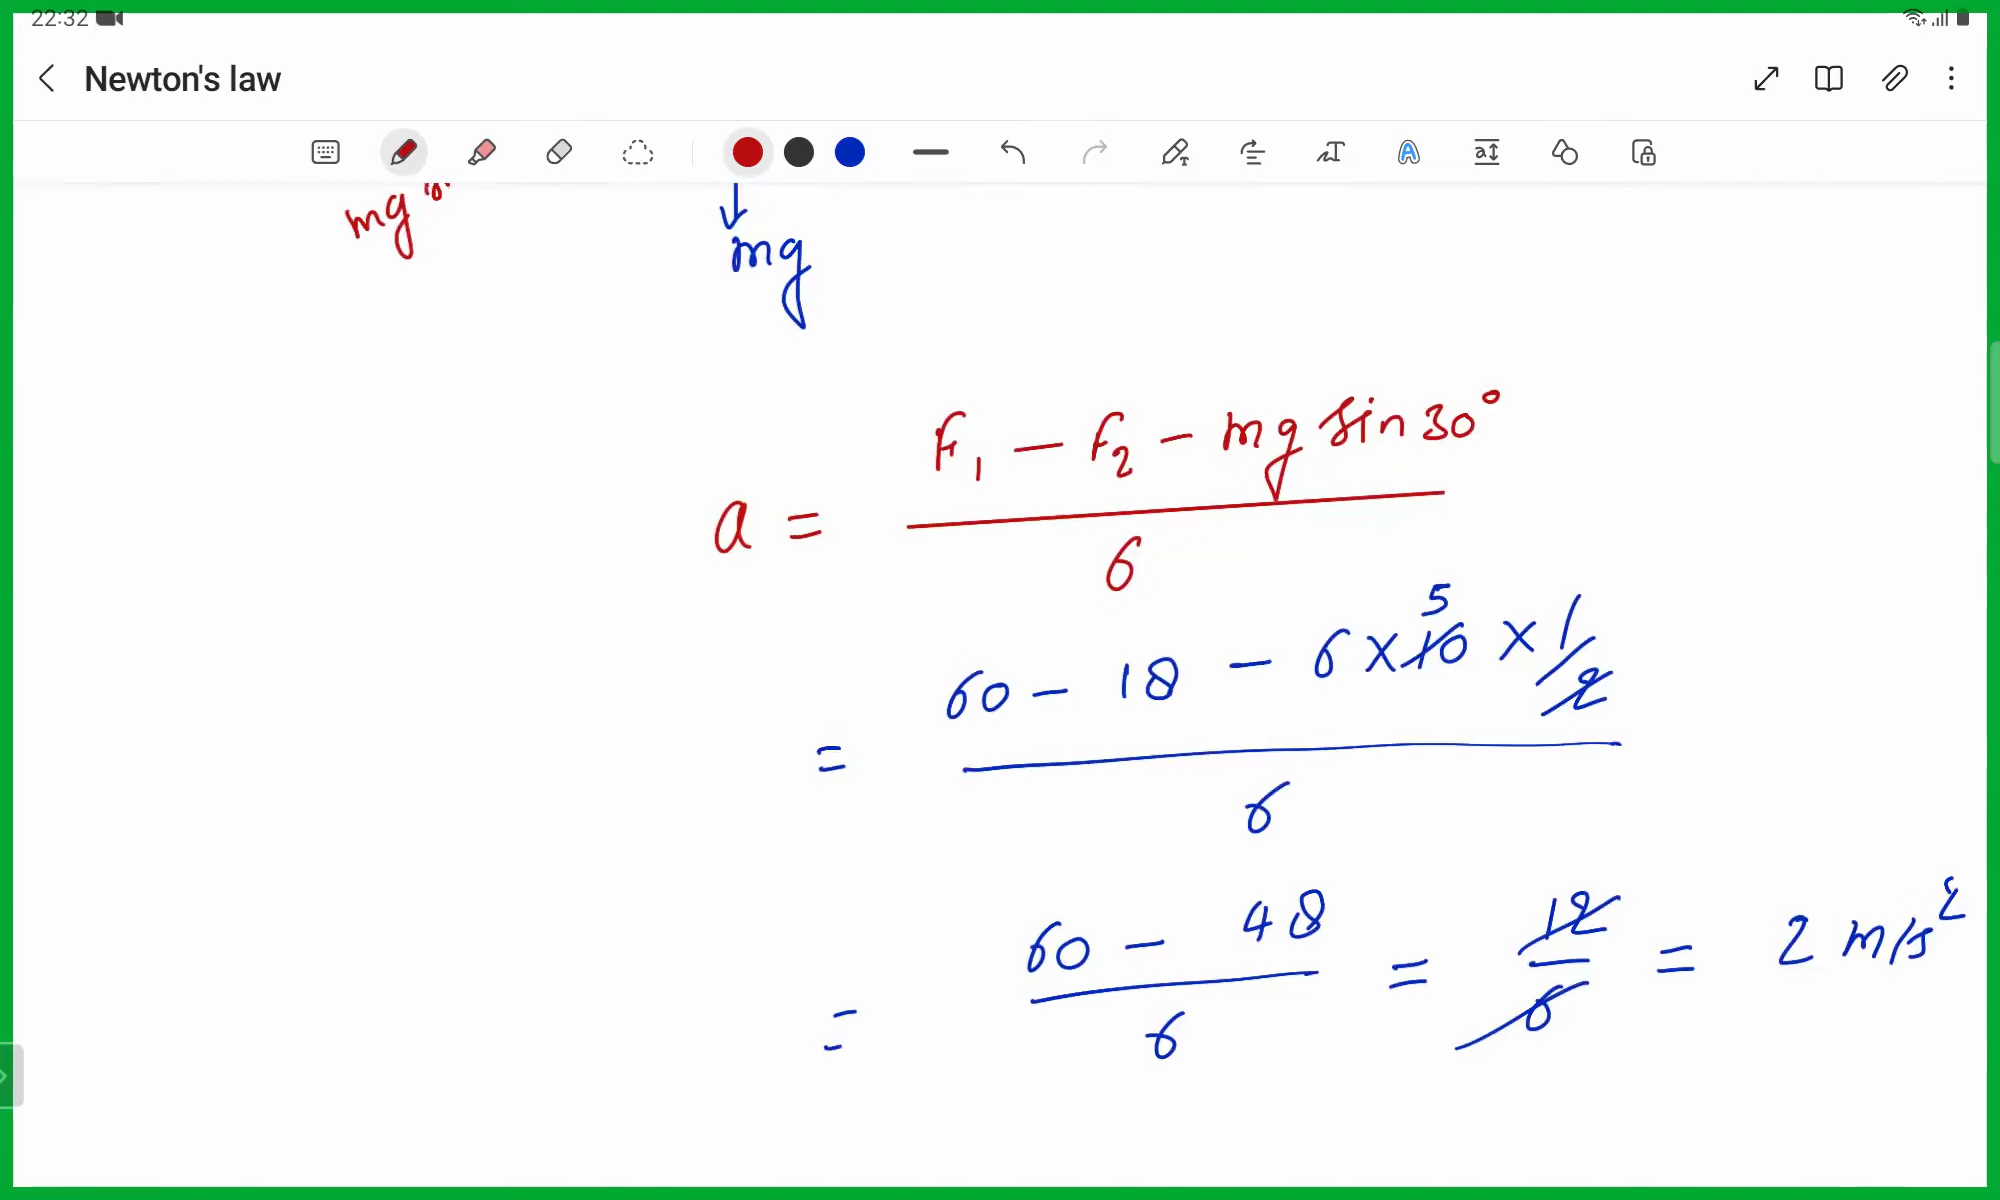 22:32
Newton's law
mg
mg
F₁ - F₂ - mg sin 30°
a =
6
5
60 - 18 - 6 × 10 × 1/2
=
6
60 - 48
= 12/6 = 2 m/s²
=
6